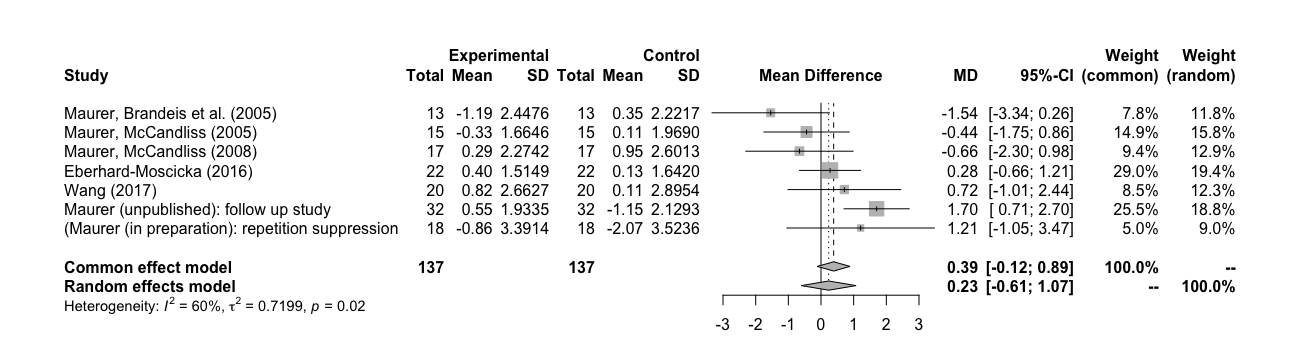 Experimental Control Weight Weight
Study Total Mean SD Total Mean SD Mean Difference MD 95%-CI (common) (random)
Maurer, Brandeis et al. (2005) 13 -1.19 2.4476 13 0.35 2.2217 -1.54 [-3.34; 0.26] 7.8% 11.8%
Maurer, McCandliss (2005) 15 -0.33 1.6646 15 0.11 1.9690 -0.44 [-1.75; 0.86] 14.9% 15.8%
Maurer, McCandliss (2008) 17 0.29 2.2742 17 0.95 2.6013 -0.66 [-2.30; 0.98] 9.4% 12.9%
Eberhard-Moscicka (2016) 22 0.40 1.5149 22 0.13 1.6420 0.28 [-0.66; 1.21] 29.0% 19.4%
Wang (2017) 20 0.82 2.6627 20 0.11 2.8954 0.72 [-1.01; 2.44] 8.5% 12.3%
Maurer (unpublished): follow up study 32 0.55 1.9335 32 -1.15 2.1293 1.70 [ 0.71; 2.70] 25.5% 18.8%
(Maurer (in preparation): repetition suppression 18 -0.86 3.3914 18 -2.07 3.5236 1.21 [-1.05; 3.47] 5.0% 9.0%
Common effect model 137 137 0.39 [-0.12; 0.89] 100.0% --
Random effects model 0.23 [-0.61; 1.07] -- 100.0%
Heterogeneity: I² = 60%, τ² = 0.7199, p = 0.02
-3 -2 -1 0 1 2 3